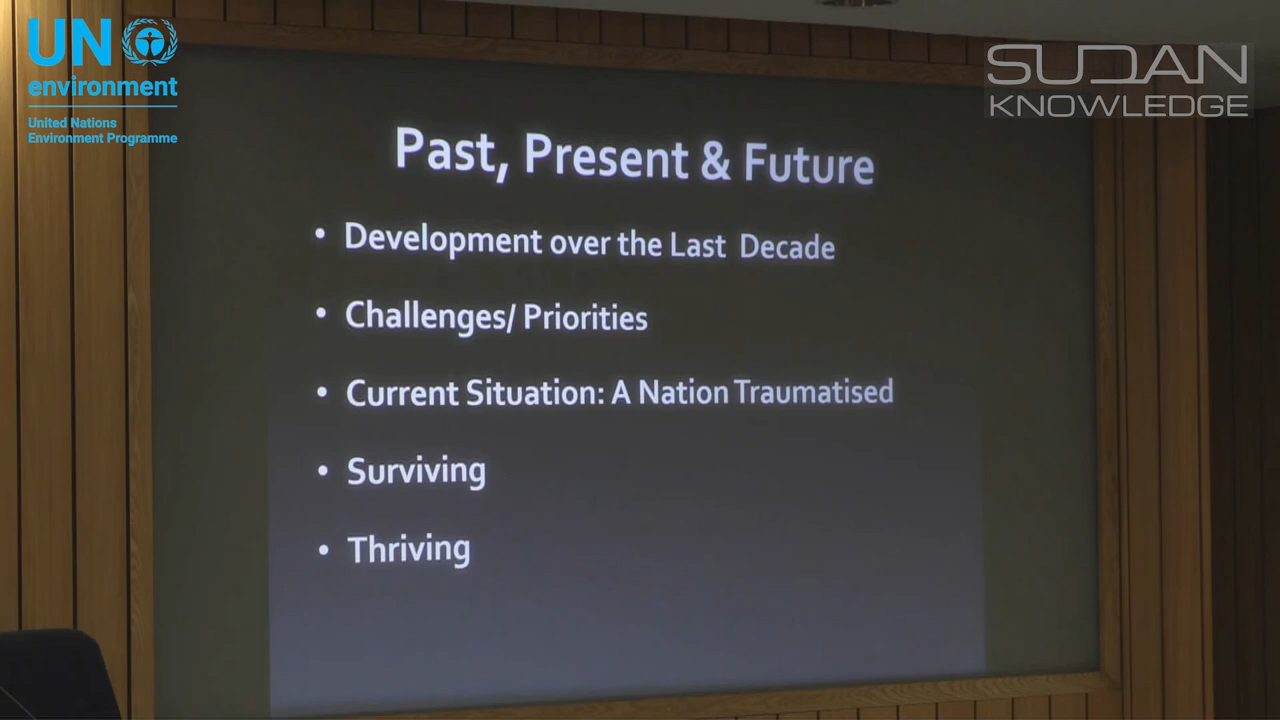 UN
environment
United Nations
Environment Programme
SUDAN
KNOWLEDGE
Past, Present & Future
• Development over the Last Decade
• Challenges/ Priorities
• Current Situation: A Nation Traumatised
• Surviving
• Thriving